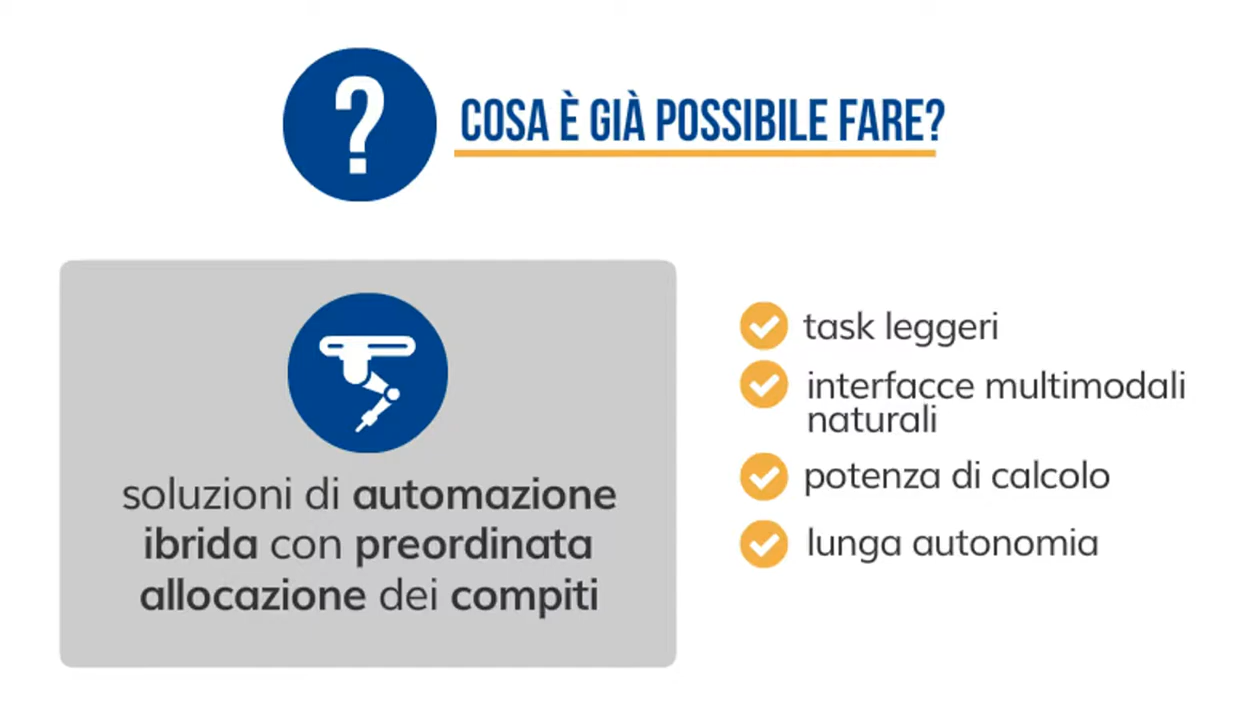 ?
COSA È GIÀ POSSIBILE FARE?
soluzioni di automazione
ibrida con preordinata
allocazione dei compiti
task leggeri
interfacce multimodali
naturali
potenza di calcolo
lunga autonomia